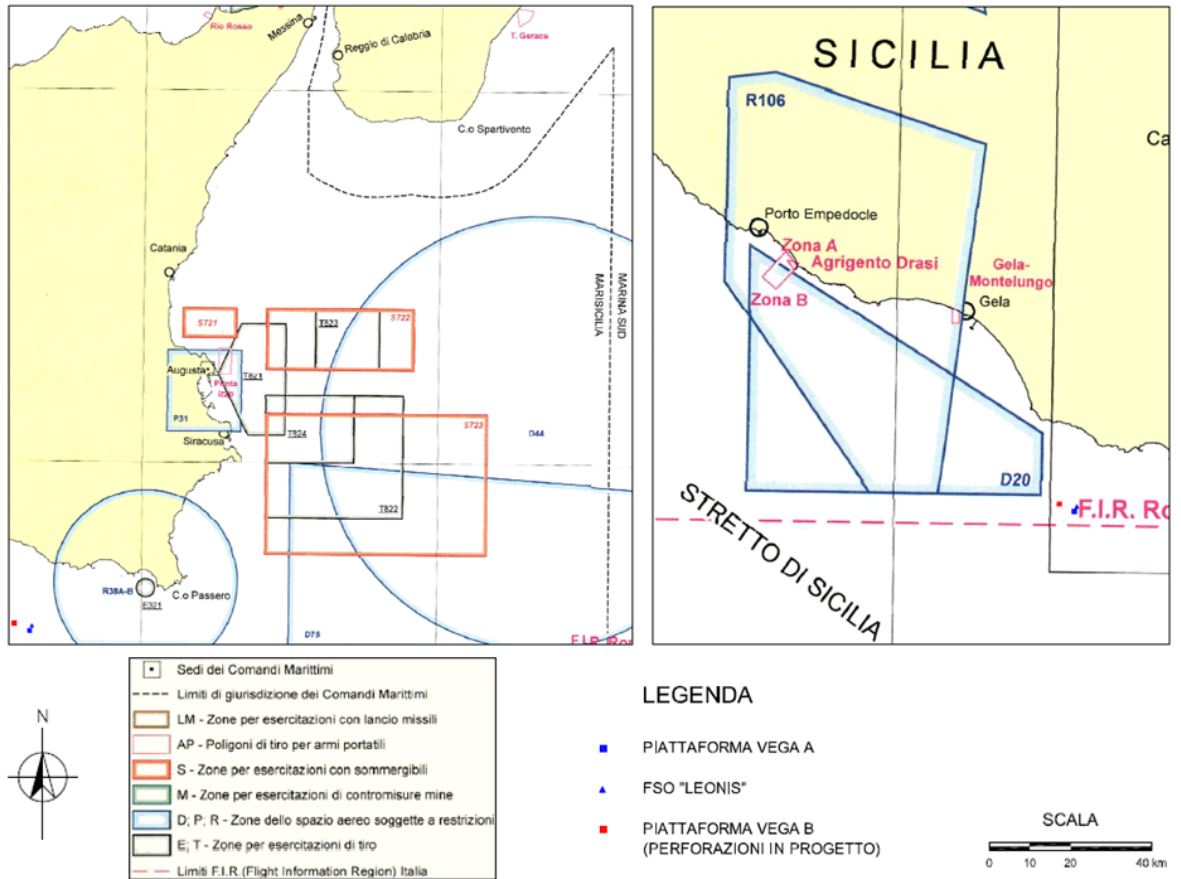 Rio Rosso
Messina
Reggio di Calabria
T. Gerace
C.o Spartivento
Catania
MARISICILIA
MARINA SUD
S721
T823
S722
Augusta
Punta
Izzo
T821
P31
Siracusa
T824
S723
D44
T822
R38A-B
E321
C.o Passero
D75
F.I.R. Ro
SICILIA
R106
Ca
Porto Empedocle
Zona A
Agrigento Drasi
Zona B
Gela-
Montelungo
Gela
D20
F.I.R. Ro
STRETTO DI SICILIA
N
Sedi dei Comandi Marittimi
Limiti di giurisdizione dei Comandi Marittimi
LM - Zone per esercitazioni con lancio missili
AP - Poligoni di tiro per armi portatili
S - Zone per esercitazioni con sommergibili
M - Zone per esercitazioni di contromisure mine
D; P; R - Zone dello spazio aereo soggette a restrizioni
E; T - Zone per esercitazioni di tiro
Limiti F.I.R.(Flight Information Region) Italia
LEGENDA
PIATTAFORMA VEGA A
FSO "LEONIS"
PIATTAFORMA VEGA B
(PERFORAZIONI IN PROGETTO)
SCALA
0 10 20 40 km